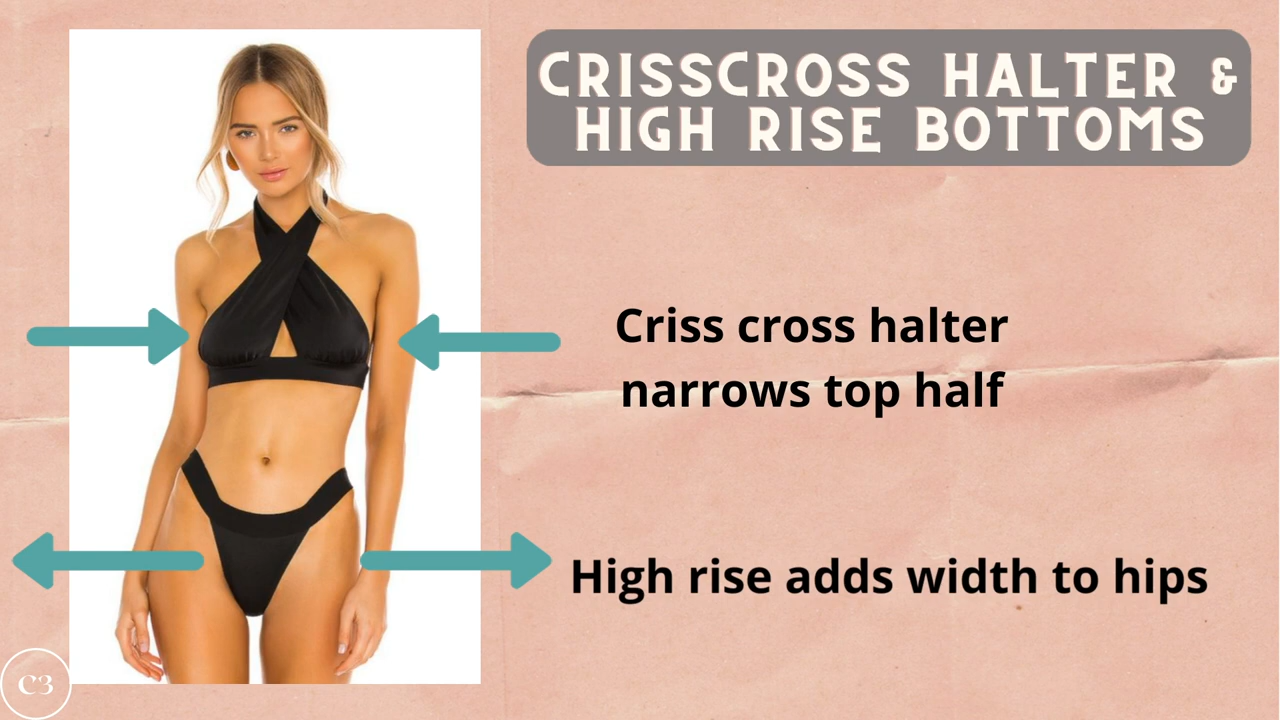 CRISSCROSS HALTER &
HIGH RISE BOTTOMS
Criss cross halter
narrows top half
High rise adds width to hips
C3